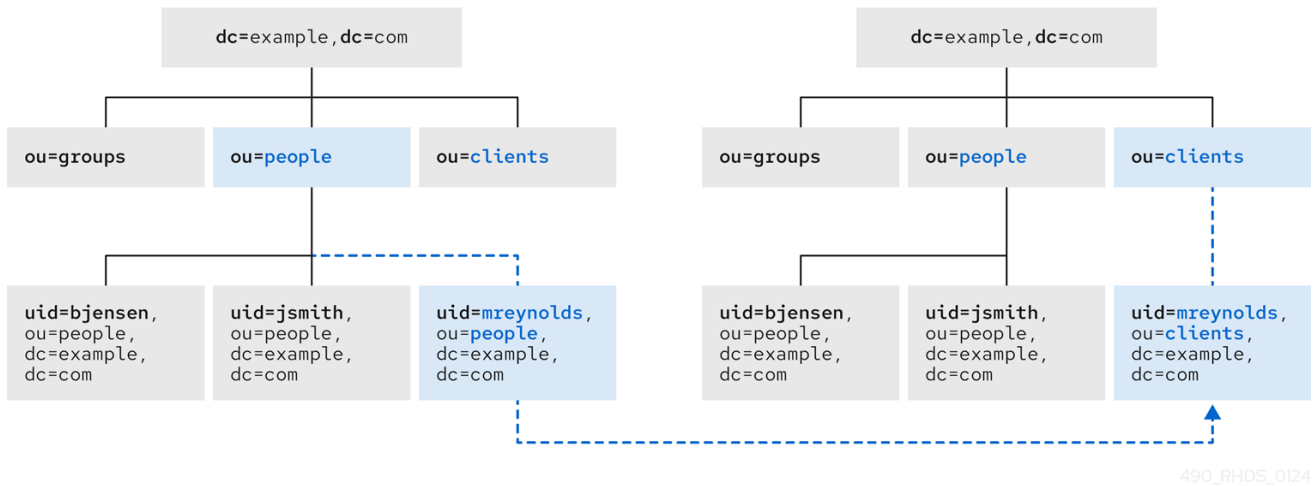 dc=example,dc=com
ou=groups
ou=people
ou=clients
uid=bjensen,
ou=people,
dc=example,
dc=com
uid=jsmith,
ou=people,
dc=example,
dc=com
uid=mreynolds,
ou=people,
dc=example,
dc=com
dc=example,dc=com
ou=groups
ou=people
ou=clients
uid=bjensen,
ou=people,
dc=example,
dc=com
uid=jsmith,
ou=people,
dc=example,
dc=com
uid=mreynolds,
ou=clients,
dc=example,
dc=com
490_RHDS_0124